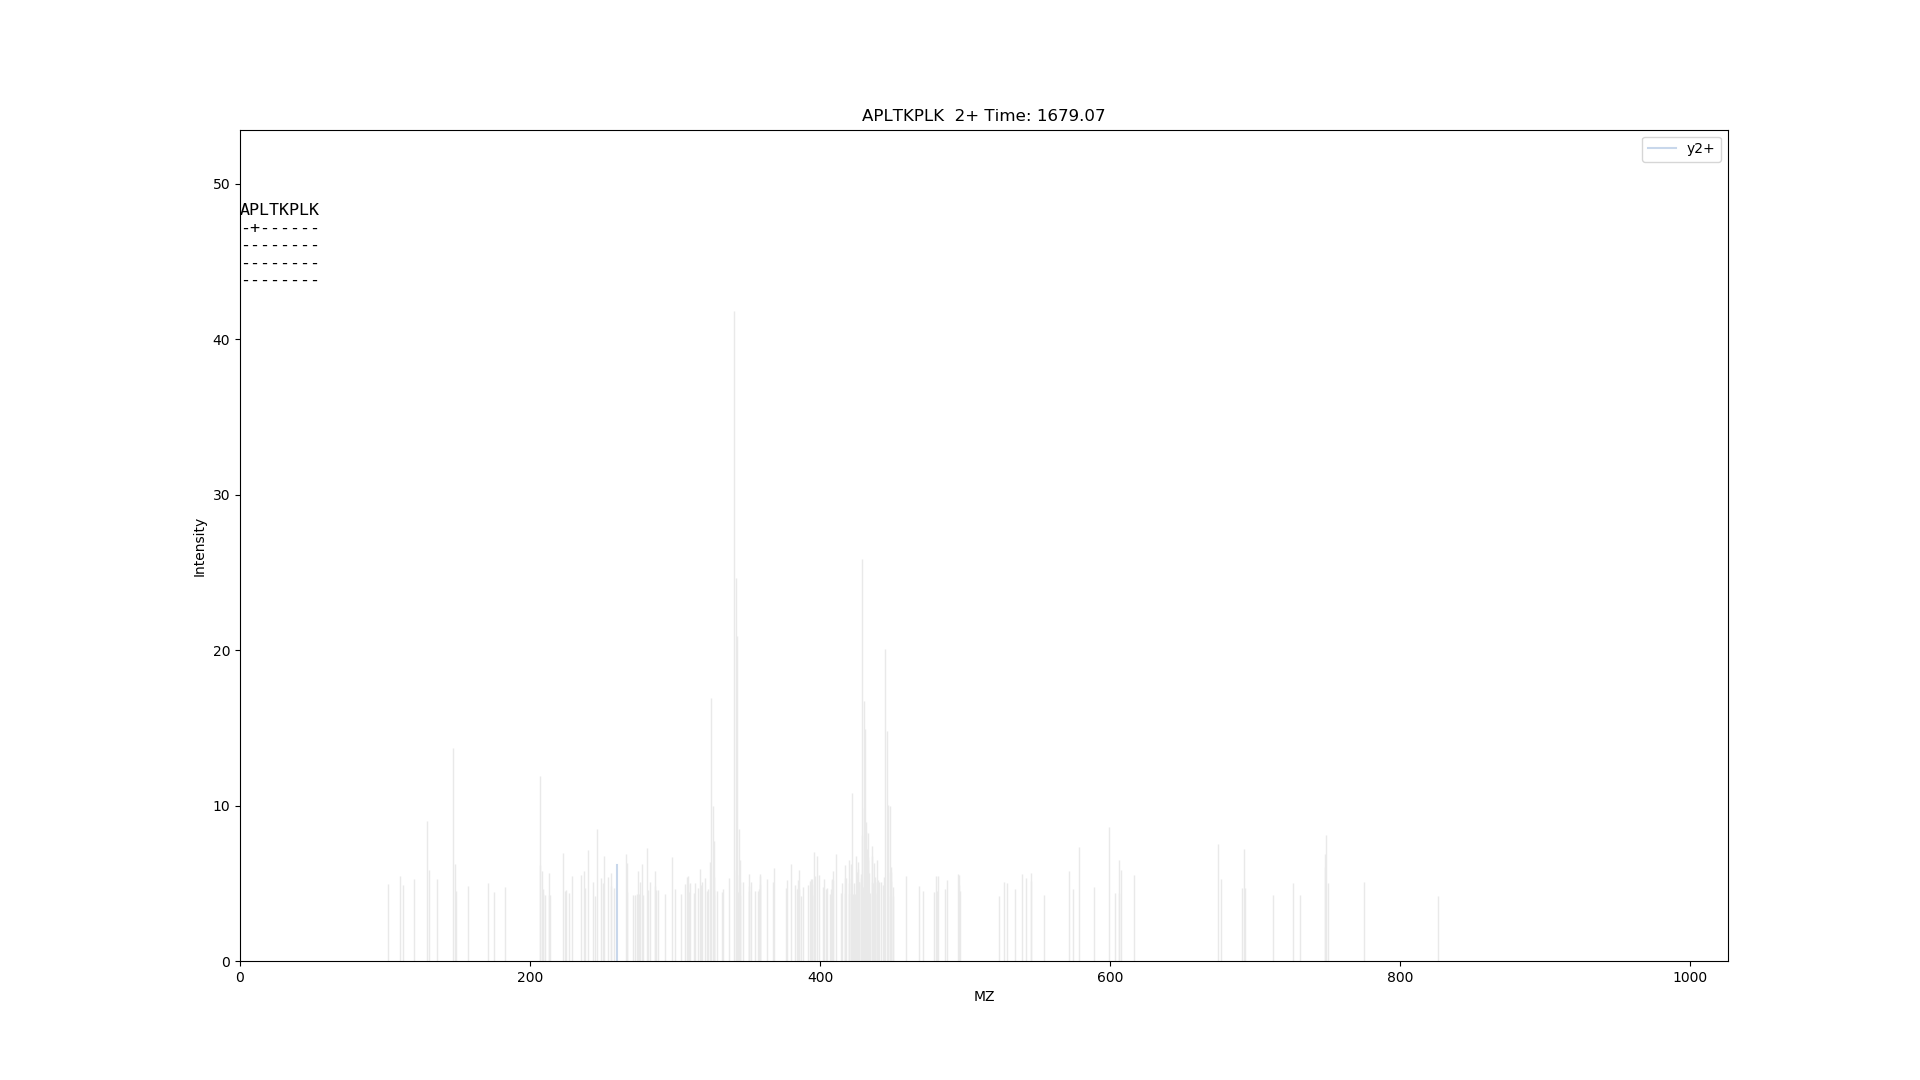 APLTKPLK  2+ Time: 1679.07
y2+
50
APLTKPLK
-+------
--------
--------
--------
40
30
Intensity
20
10
0
0 200 400 600 800 1000
MZ